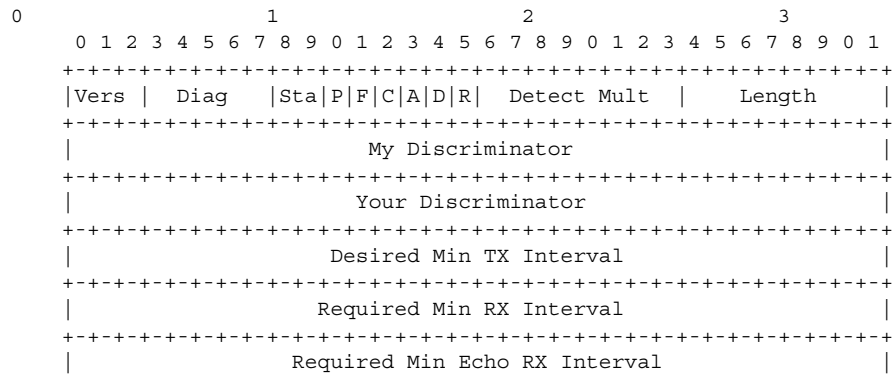 0                   1                   2                   3
 0 1 2 3 4 5 6 7 8 9 0 1 2 3 4 5 6 7 8 9 0 1 2 3 4 5 6 7 8 9 0 1
+-+-+-+-+-+-+-+-+-+-+-+-+-+-+-+-+-+-+-+-+-+-+-+-+-+-+-+-+-+-+-+-+
|Vers |  Diag   |Sta|P|F|C|A|D|R|  Detect Mult  |    Length     |
+-+-+-+-+-+-+-+-+-+-+-+-+-+-+-+-+-+-+-+-+-+-+-+-+-+-+-+-+-+-+-+-+
|                       My Discriminator                        |
+-+-+-+-+-+-+-+-+-+-+-+-+-+-+-+-+-+-+-+-+-+-+-+-+-+-+-+-+-+-+-+-+
|                      Your Discriminator                       |
+-+-+-+-+-+-+-+-+-+-+-+-+-+-+-+-+-+-+-+-+-+-+-+-+-+-+-+-+-+-+-+-+
|                    Desired Min TX Interval                    |
+-+-+-+-+-+-+-+-+-+-+-+-+-+-+-+-+-+-+-+-+-+-+-+-+-+-+-+-+-+-+-+-+
|                   Required Min RX Interval                    |
+-+-+-+-+-+-+-+-+-+-+-+-+-+-+-+-+-+-+-+-+-+-+-+-+-+-+-+-+-+-+-+-+
|                 Required Min Echo RX Interval                 |